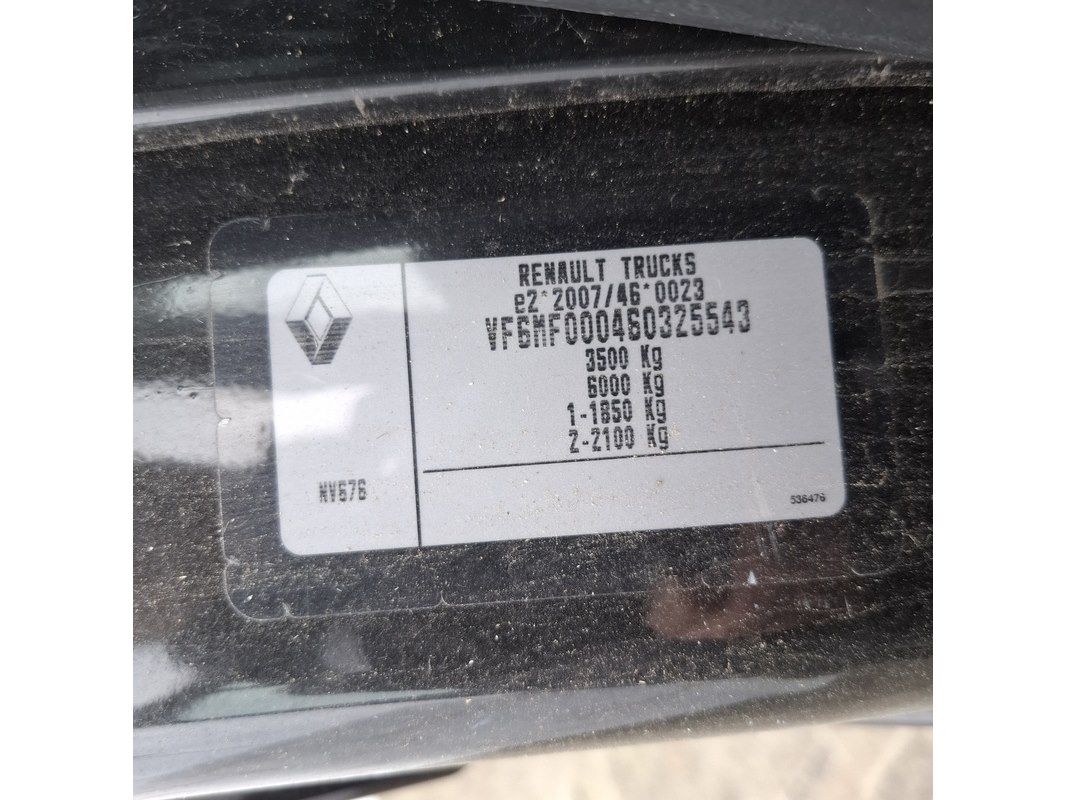 RENAULT TRUCKS
e2*2007/46*0023
VF6MF000460325543
3500 Kg
6000 Kg
1-1850 Kg
2-2100 Kg
NV676
536476